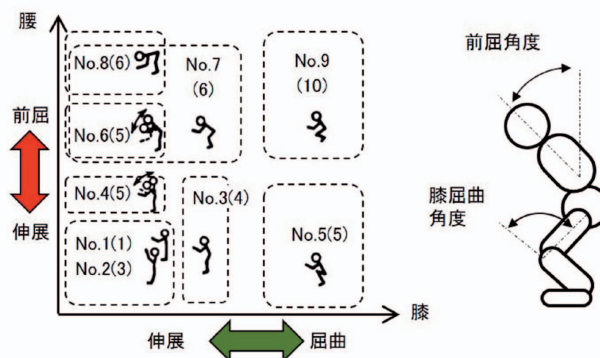 腰
前屈
伸展
No.8(6)
No.7
(6)
No.9
(10)
No.6(5)
No.4(5)
No.3(4)
No.1(1)
No.2(3)
No.5(5)
膝
伸展
屈曲
前屈角度
膝屈曲
角度